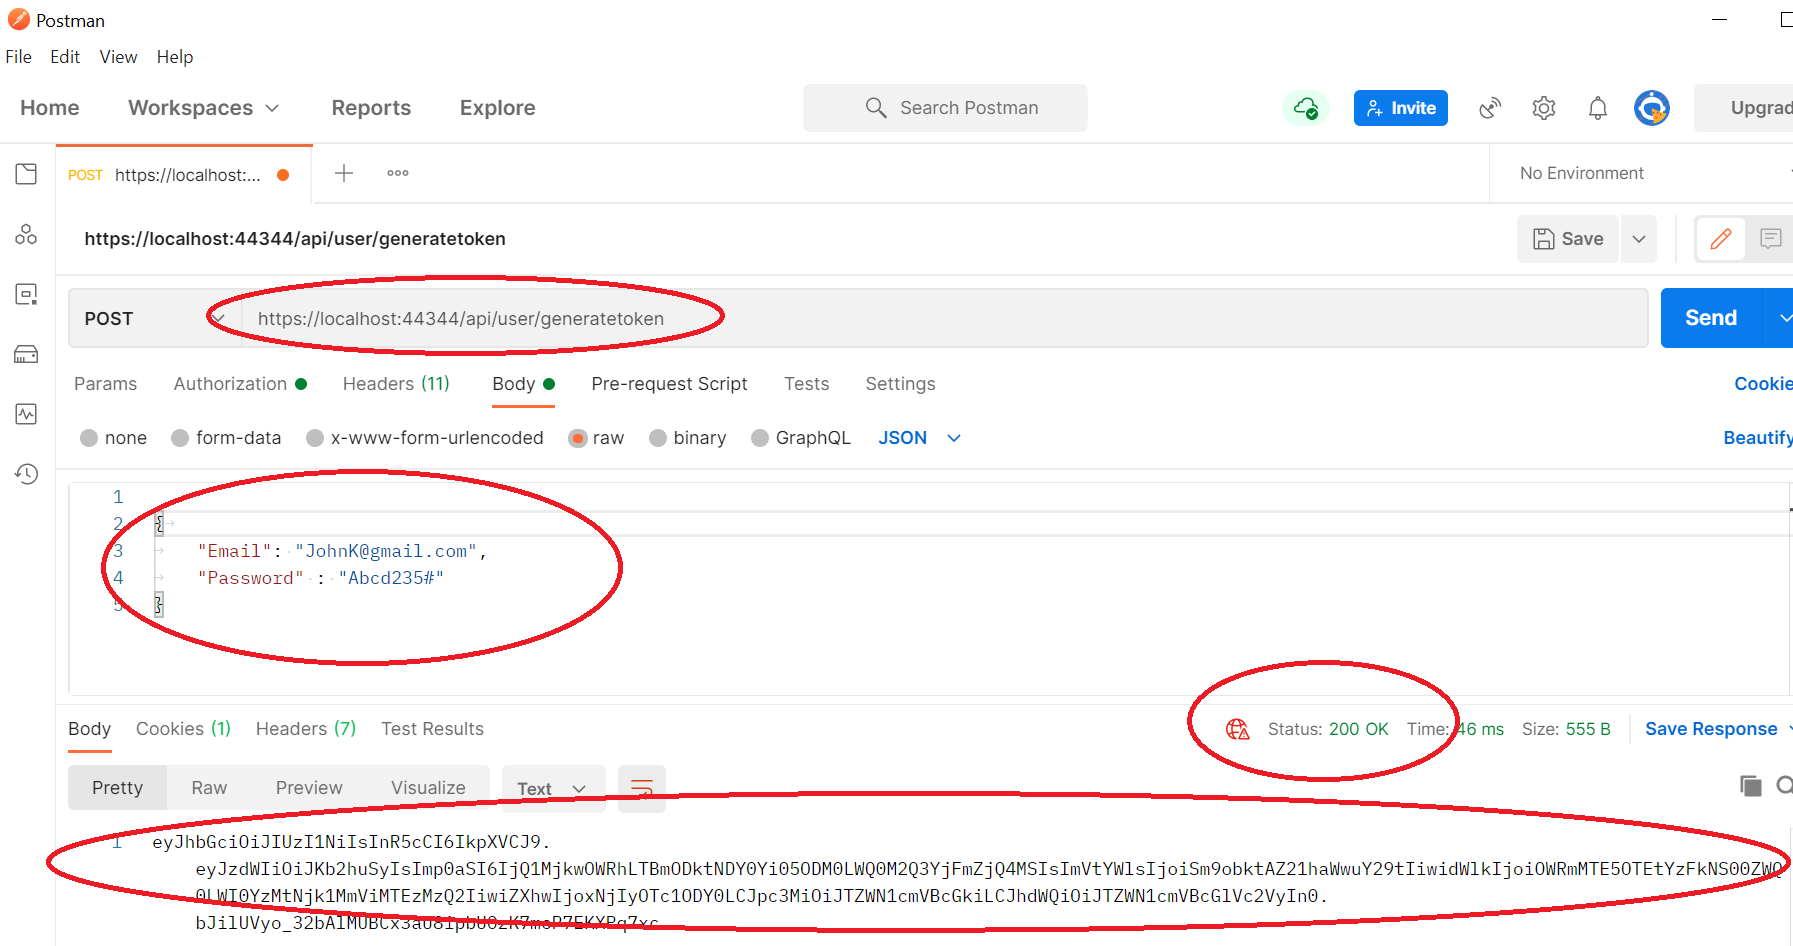 Postman
File Edit View Help
Home Workspaces Reports Explore Search Postman Invite Upgrad
POST https://localhost:... No Environment
https://localhost:44344/api/user/generatetoken Save
POST https://localhost:44344/api/user/generatetoken Send
Params Authorization Headers (11) Body Pre-request Script Tests Settings Cookie
none form-data x-www-form-urlencoded raw binary GraphQL JSON Beautify
1
2 {
3 "Email": "JohnK@gmail.com",
4 "Password" : "Abcd235#"
5 }
Body Cookies (1) Headers (7) Test Results Status: 200 OK Time: 46 ms Size: 555 B Save Response
Pretty Raw Preview Visualize Text
1 eyJhbGciOiJIUzI1NiIsInR5cCI6IkpXVCJ9.
eyJzdWIiOiJKb2huSyIsImp0aSI6IjQ1MjkwOWRhLTBmODktNDY0Yi05ODM0LWQ0M2Q3YjFmZjQ4MSIsImVtYWlsIjoiSm9obktAZ21haWwuY29tIiwidWlkIjoiOWRmMTE5OTEtYzFkNS00ZWQ
0LWI0YzMtNjk1MmViMTEzMzQ2IiwiZXhwIjoxNjIyOTc1ODY0LCJpc3MiOiJTZWN1cmVBcGkiLCJhdWQiOiJTZWN1cmVBcGlVc2VyIn0.